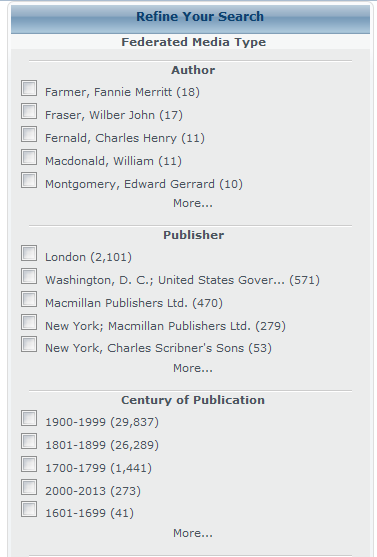 Refine Your Search
Federated Media Type
Author
Farmer, Fannie Merritt (18)
Fraser, Wilber John (17)
Fernald, Charles Henry (11)
Macdonald, William (11)
Montgomery, Edward Gerrard (10)
More...
Publisher
London (2,101)
Washington, D. C.; United States Gover... (571)
Macmillan Publishers Ltd. (470)
New York; Macmillan Publishers Ltd. (279)
New York, Charles Scribner's Sons (53)
More...
Century of Publication
1900-1999 (29,837)
1801-1899 (26,289)
1700-1799 (1,441)
2000-2013 (273)
1601-1699 (41)
More...